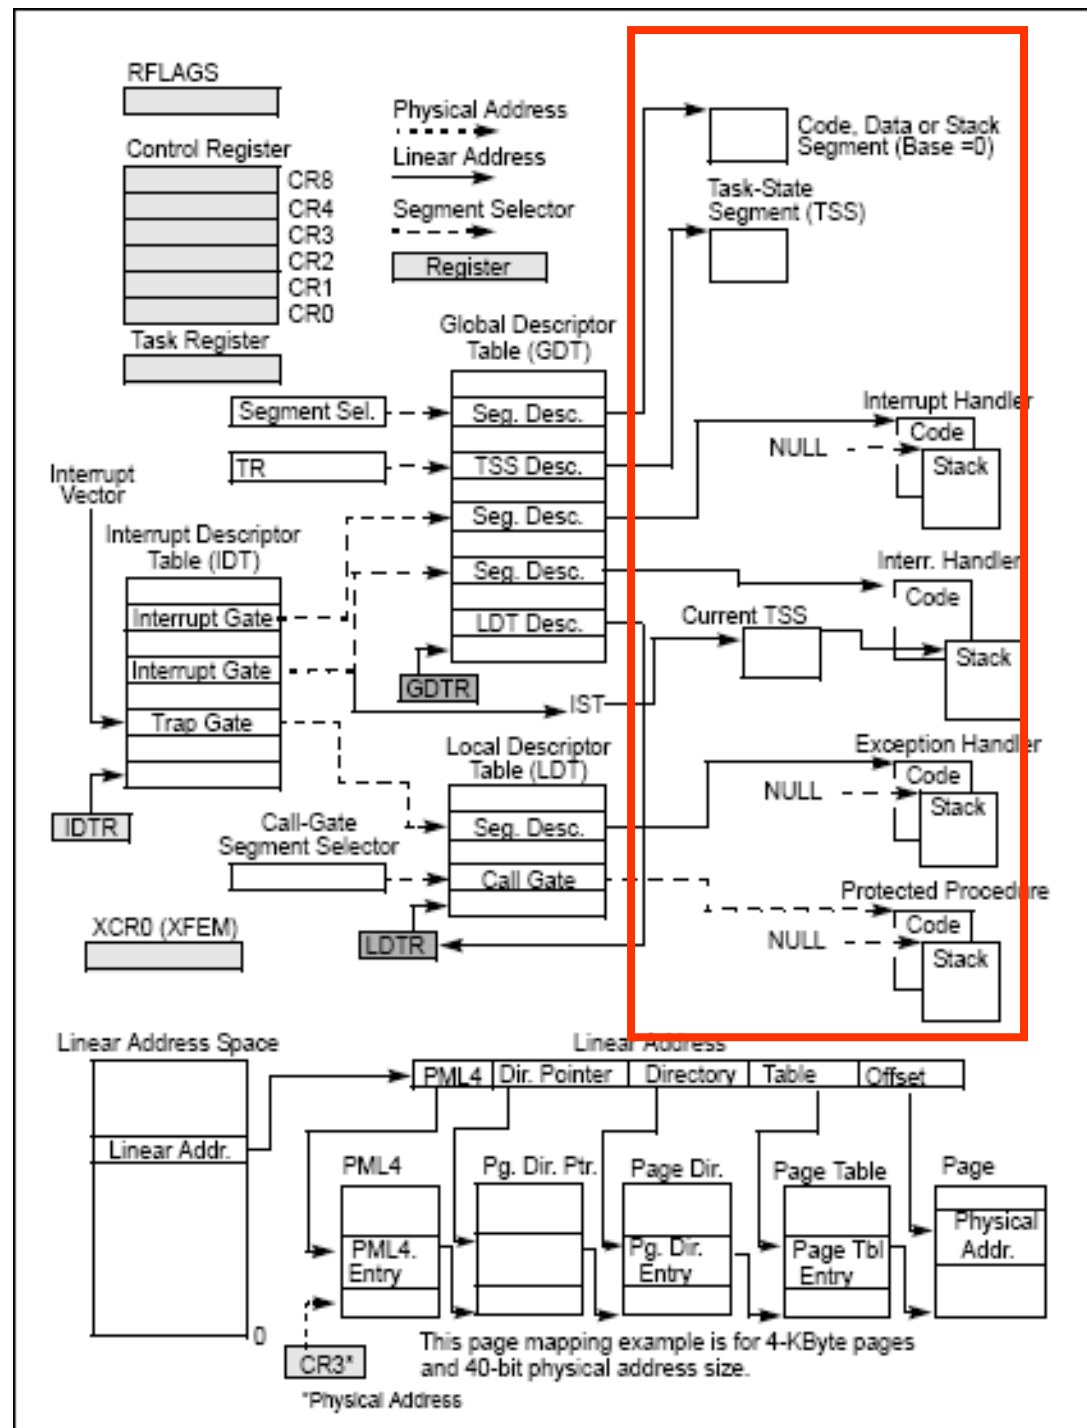 RFLAGS
Control Register
CR8
CR4
CR3
CR2
CR1
CR0
Task Register
Physical Address
Linear Address
Segment Selector
Register
Code, Data or Stack
Segment (Base =0)
Task-State
Segment (TSS)
Global Descriptor
Table (GDT)
Segment Sel.
Seg. Desc.
TR
TSS Desc.
Seg. Desc.
Seg. Desc.
LDT Desc.
GDTR
Interrupt
Vector
Interrupt Descriptor
Table (IDT)
Interrupt Gate
Interrupt Gate
Trap Gate
IDTR
Interrupt Handler
Code
NULL
Stack
Interr. Handler
Code
Current TSS
Stack
IST
Local Descriptor
Table (LDT)
Seg. Desc.
Call Gate
Call-Gate
Segment Selector
LDTR
XCR0 (XFEM)
Exception Handler
Code
NULL
Stack
Protected Procedure
Code
NULL
Stack
Linear Address Space
Linear Addr.
0
Linear Address
PML4 Dir. Pointer Directory Table Offset
PML4
PML4.
Entry
Pg. Dir. Ptr.
Page Dir.
Pg. Dir.
Entry
Page Table
Page Tbl
Entry
Page
Physical
Addr.
CR3*
*Physical Address
This page mapping example is for 4-KByte pages
and 40-bit physical address size.